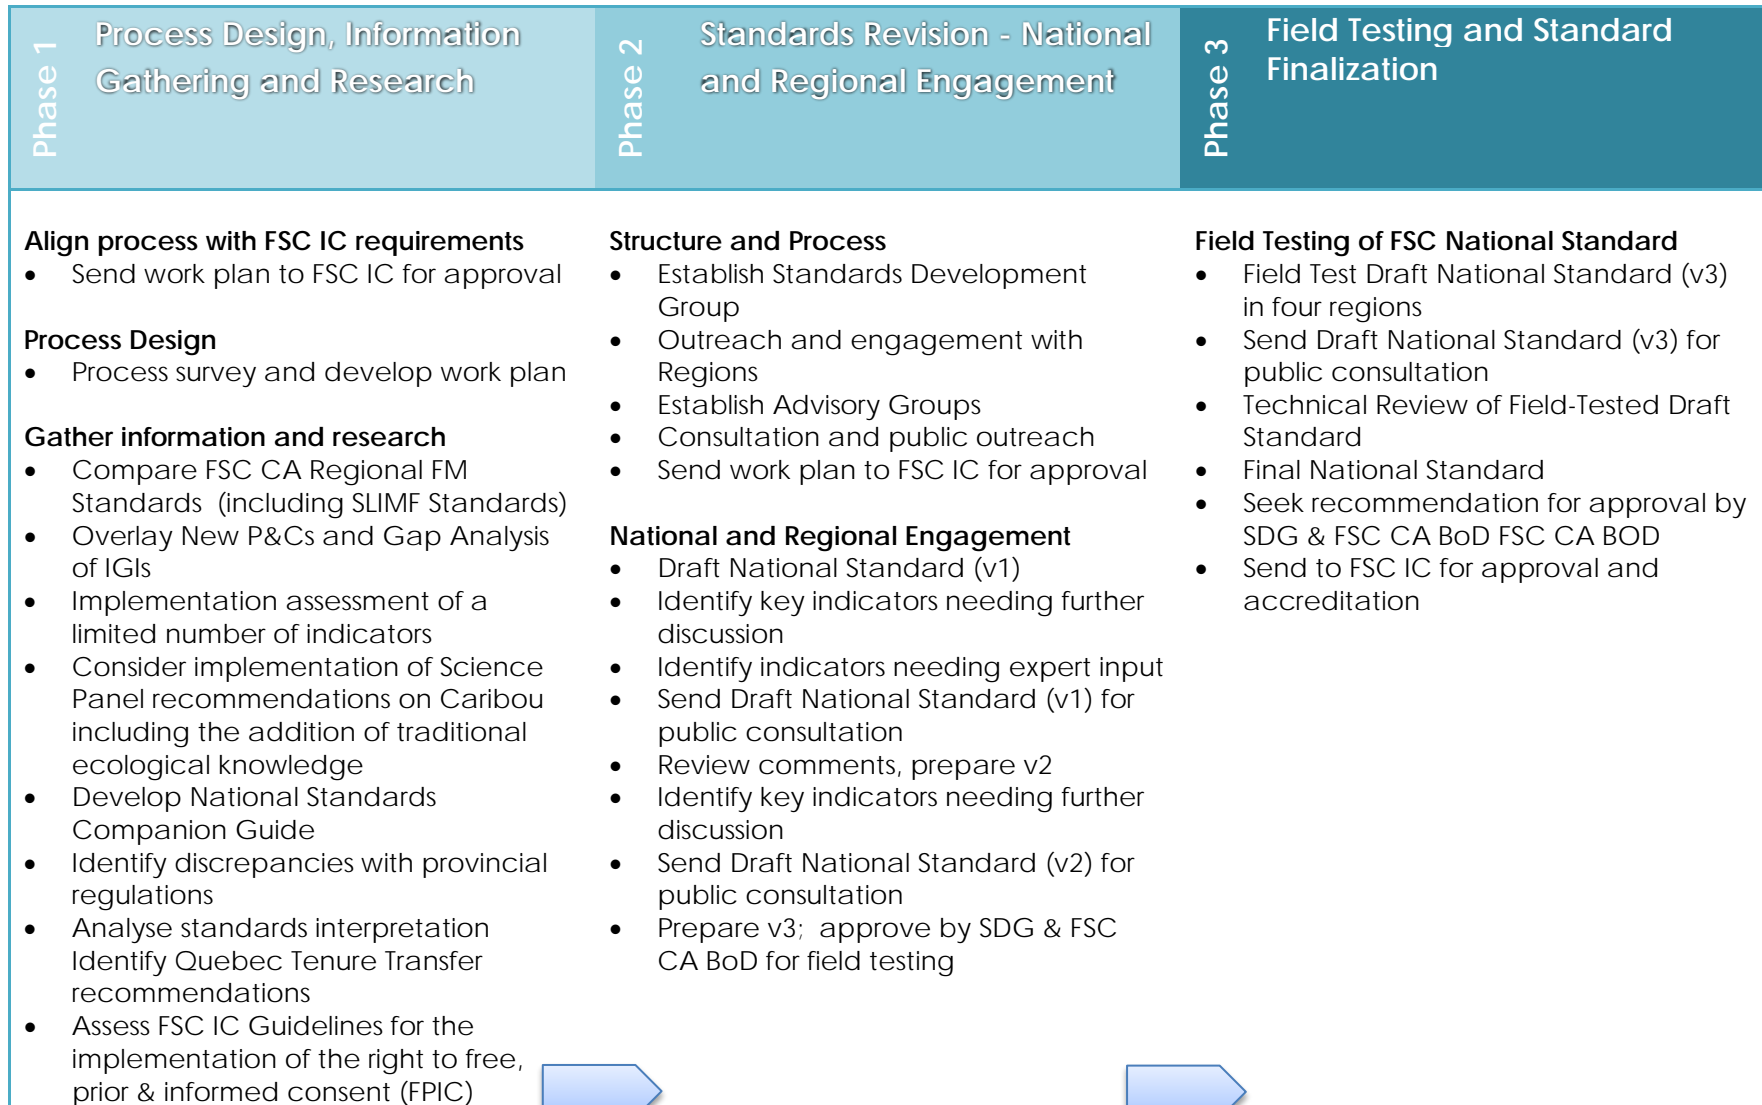 Phase 1
Process Design, Information
Gathering and Research
Phase 2
Standards Revision - National
and Regional Engagement
Phase 3
Field Testing and Standard
Finalization
Align process with FSC IC requirements
• Send work plan to FSC IC for approval
Process Design
• Process survey and develop work plan
Gather information and research
• Compare FSC CA Regional FM
Standards (including SLIMF Standards)
• Overlay New P&Cs and Gap Analysis
of IGIs
• Implementation assessment of a
limited number of indicators
• Consider implementation of Science
Panel recommendations on Caribou
including the addition of traditional
ecological knowledge
• Develop National Standards
Companion Guide
• Identify discrepancies with provincial
regulations
• Analyse standards interpretation
Identify Quebec Tenure Transfer
recommendations
• Assess FSC IC Guidelines for the
implementation of the right to free,
prior & informed consent (FPIC)
Structure and Process
• Establish Standards Development
Group
• Outreach and engagement with
Regions
• Establish Advisory Groups
• Consultation and public outreach
• Send work plan to FSC IC for approval
National and Regional Engagement
• Draft National Standard (v1)
• Identify key indicators needing further
discussion
• Identify indicators needing expert input
• Send Draft National Standard (v1) for
public consultation
• Review comments, prepare v2
• Identify key indicators needing further
discussion
• Send Draft National Standard (v2) for
public consultation
• Prepare v3; approve by SDG & FSC
CA BoD for field testing
Field Testing of FSC National Standard
• Field Test Draft National Standard (v3)
in four regions
• Send Draft National Standard (v3) for
public consultation
• Technical Review of Field-Tested Draft
Standard
• Final National Standard
• Seek recommendation for approval by
SDG & FSC CA BoD FSC CA BOD
• Send to FSC IC for approval and
accreditation